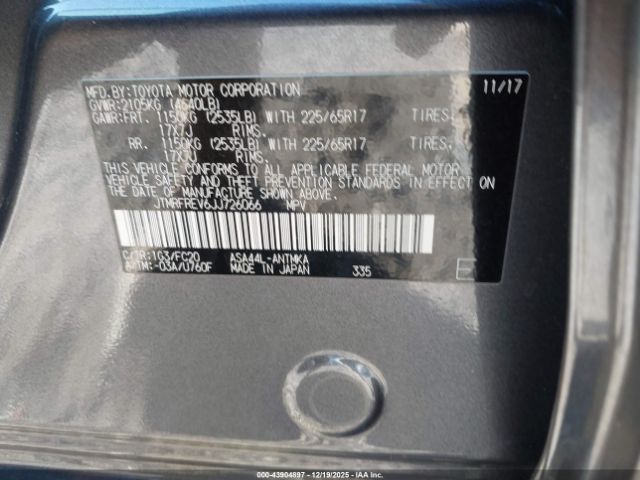 MFD.BY:TOYOTA MOTOR CORPORATION 11/17
GVWR:2105KG (4640LB)
GAWR:FRT. 1150KG (2535LB) WITH 225/65R17 TIRES.
17X7J RIMS.
RR. 1150KG (2535LB) WITH 225/65R17 TIRES.
17X7J RIMS.
THIS VEHICLE CONFORMS TO ALL APPLICABLE FEDERAL MOTOR
VEHICLE SAFETY AND THEFT PREVENTION STANDARDS IN EFFECT ON
THE DATE OF MANUFACTURE SHOWN ABOVE.
JTMRFREV6JJ726066 MPV
C/TR:1G3/FC20 ASA44L-ANTMKA
A/TM:-03A/U760F MADE IN JAPAN 335 E
© IAA, Inc. - 43904897 - 12/19/2025 - AceAuctions